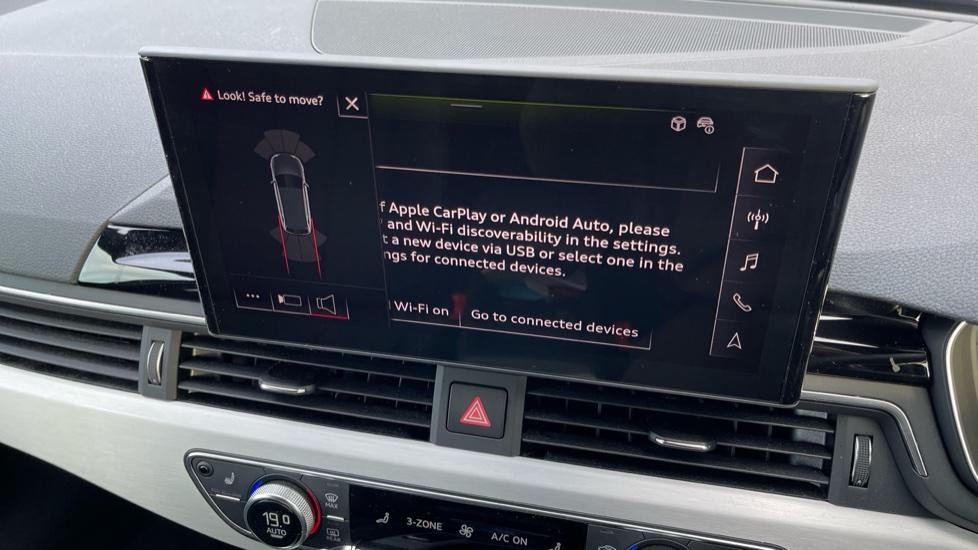 Look! Safe to move?
f Apple CarPlay or Android Auto, please
and Wi-Fi discoverability in the settings.
t a new device via USB or select one in the
ngs for connected devices.
Wi-Fi on
Go to connected devices
19.0
AUTO
MAX
REAR
3-ZONE
A/C ON